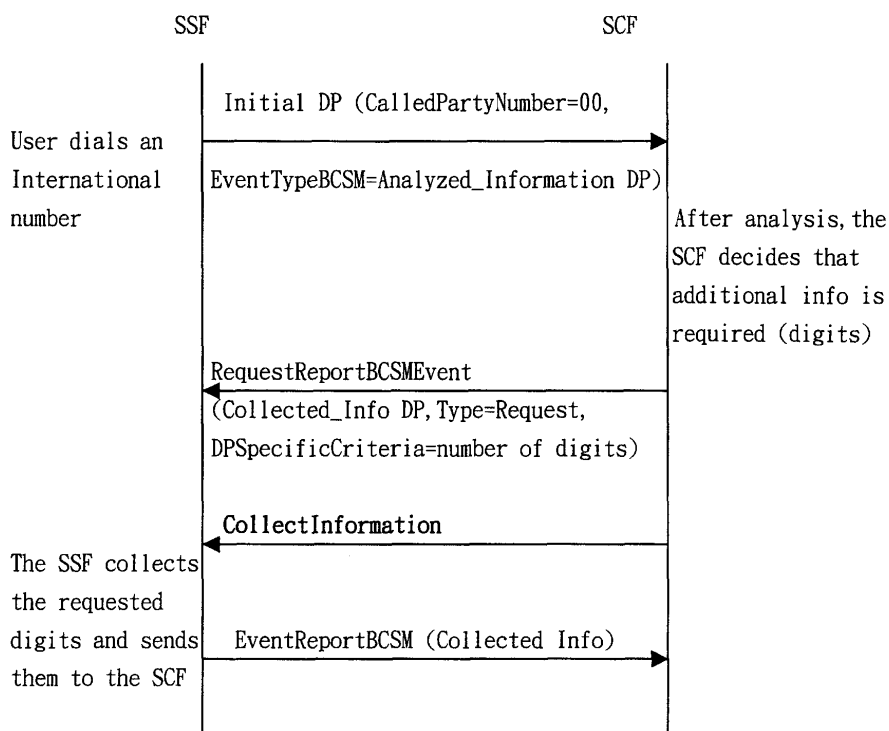 SSF
SCF
Initial DP (CalledPartyNumber=00,
User dials an
International
number
EventTypeBCSM=Analyzed_Information DP)
After analysis, the
SCF decides that
additional info is
required (digits)
RequestReportBCSMEvent
(Collected_Info DP, Type=Request,
DPSpecificCriteria=number of digits)
CollectInformation
The SSF collects
the requested
digits and sends
them to the SCF
EventReportBCSM (Collected Info)